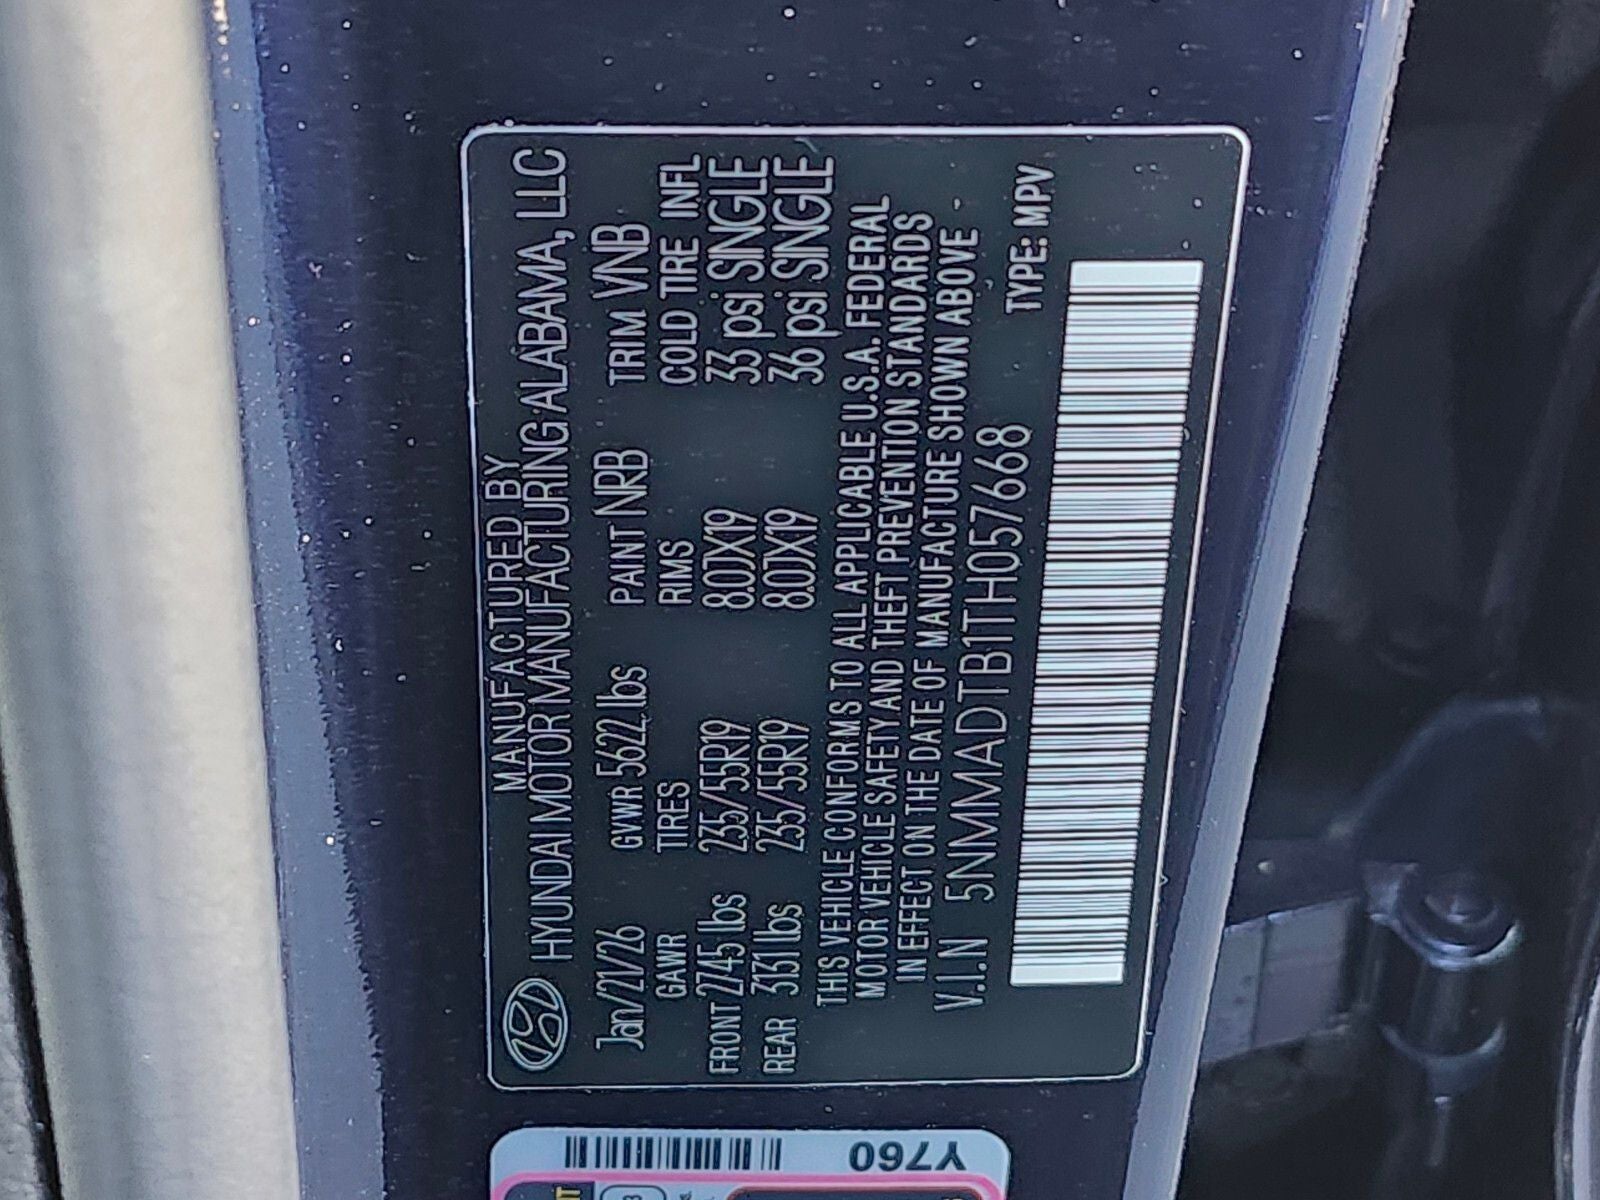 MANUFACTURED BY
HYUNDAI MOTOR MANUFACTURING ALABAMA, LLC
Jan/21/26 GVWR 5622 lbs PAINT NRB TRIM VNB
GAWR TIRES RIMS COLD TIRE INFL
FRONT 2745 lbs 235/55R19 8.0JX19 33 psi SINGLE
REAR 3131 lbs 235/55R19 8.0JX19 36 psi SINGLE
THIS VEHICLE CONFORMS TO ALL APPLICABLE U.S.A. FEDERAL
MOTOR VEHICLE SAFETY AND THEFT PREVENTION STANDARDS
IN EFFECT ON THE DATE OF MANUFACTURE SHOWN ABOVE
V.I.N 5NMMADTB1TH057668
TYPE: MPV
Y760